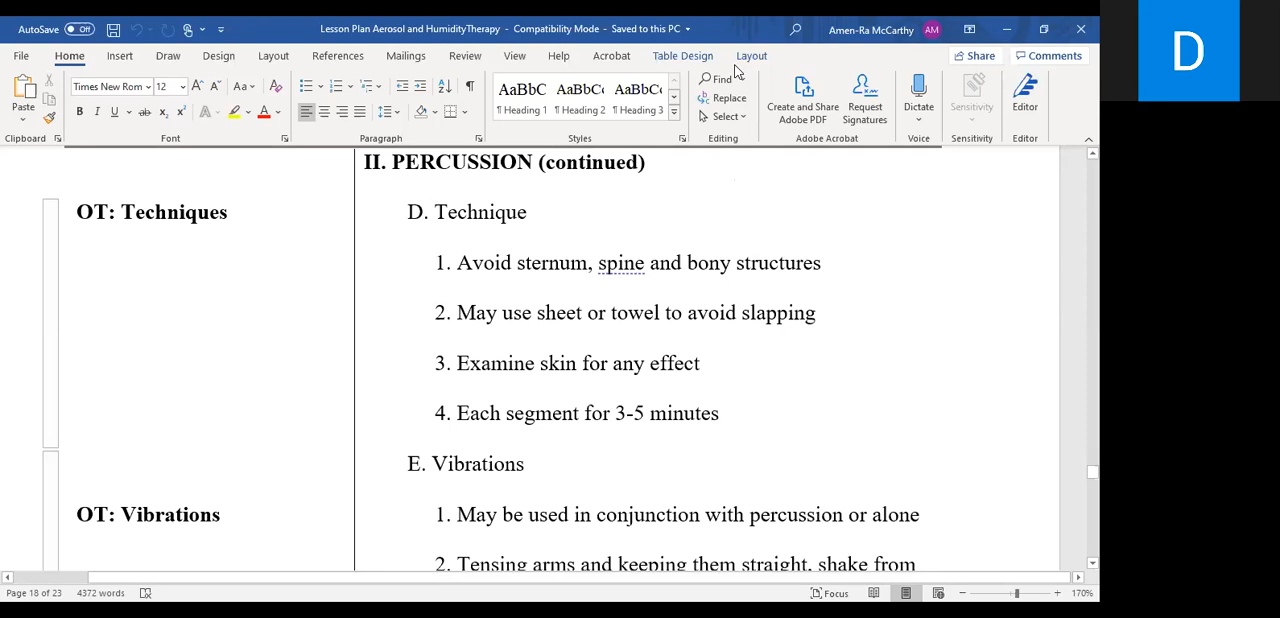 AutoSave Off Lesson Plan Aerosol and HumidityTherapy - Compatibility Mode - Saved to this PC Amen-Ra McCarthy AM
D
File Home Insert Draw Design Layout References Mailings Review View Help Acrobat Table Design Layout Share Comments
Times New Rom 12 A A Aa A AaBbC AaBbC AaBbC Find
Paste B I U ab x₂ x² A A Heading 1 Heading 2 Heading 3 Replace
Select
Create and Share Adobe PDF
Request Signatures
Dictate
Sensitivity
Editor
Clipboard Font Paragraph Styles Editing Adobe Acrobat Voice Sensitivity Editor
II. PERCUSSION (continued)
OT: Techniques D. Technique
1. Avoid sternum, spine and bony structures
2. May use sheet or towel to avoid slapping
3. Examine skin for any effect
4. Each segment for 3-5 minutes
E. Vibrations
OT: Vibrations 1. May be used in conjunction with percussion or alone
2. Tensing arms and keeping them straight, shake from
Page 18 of 23 4372 words Focus 170%